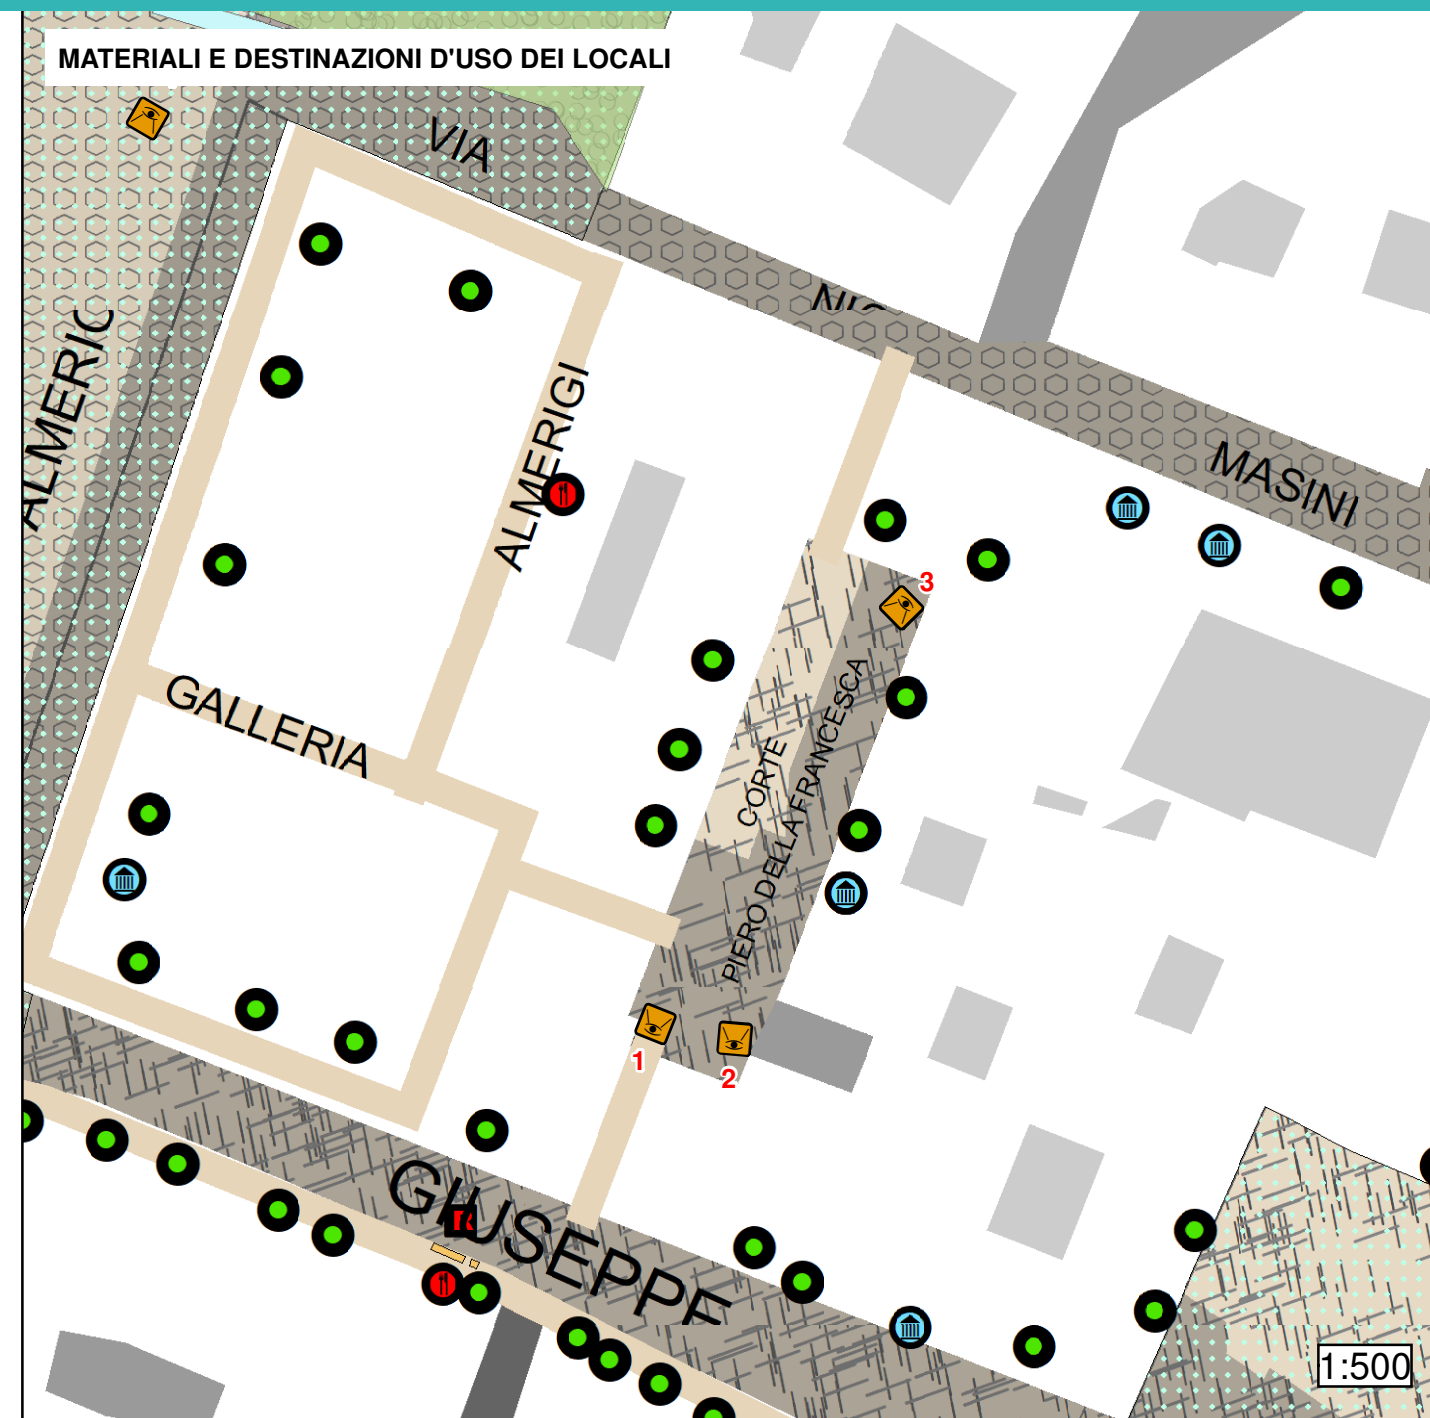 MATERIALI E DESTINAZIONI D'USO DEI LOCALI
VIA
ALMERIGI
MASINI
3
GALLERIA
CORTE
PIERO DELLA FRANCESCA
1
2
GIUSEPPE
1:500